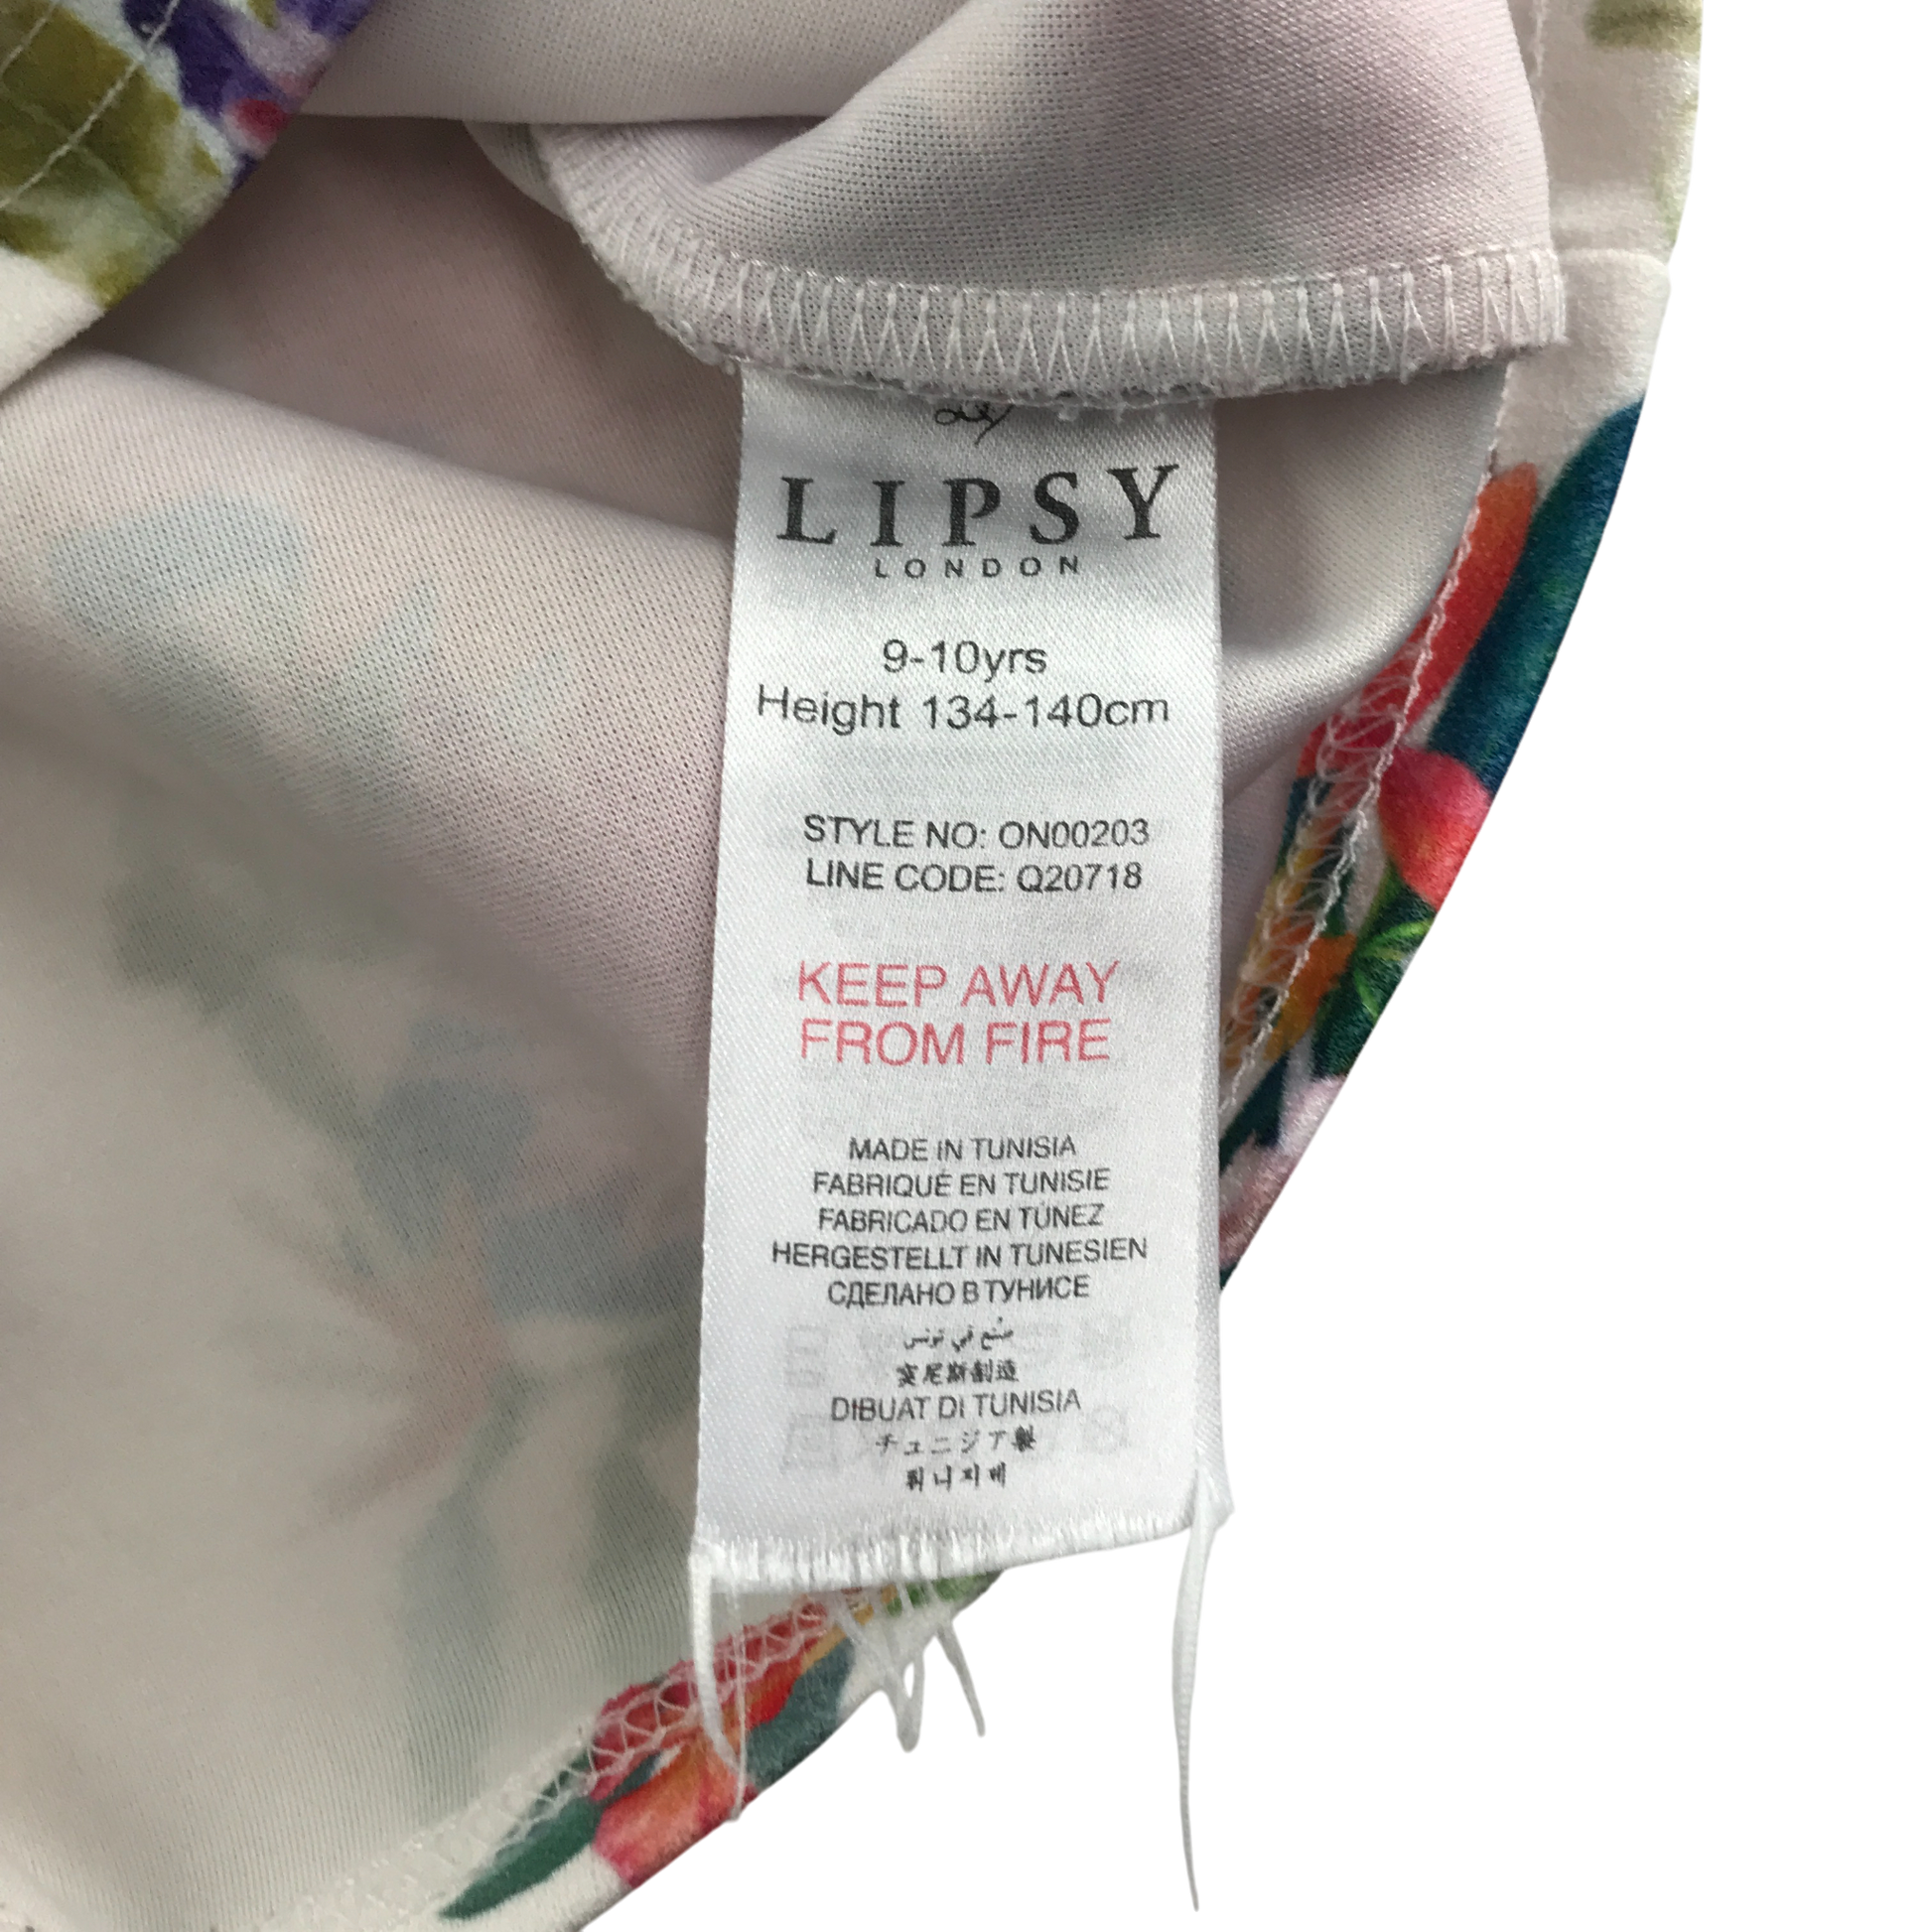 LIPSY
LONDON
9-10yrs
Height 134-140cm
STYLE NO: ON00203
LINE CODE: Q20718
KEEP AWAY
FROM FIRE
MADE IN TUNISIA
FABRIQUÉ EN TUNISIE
FABRICADO EN TÚNEZ
HERGESTELLT IN TUNESIEN
СДЕЛАНО В ТУНИСЕ
صُنع في تونس
突尼斯制造
DIBUAT DI TUNISIA
チュニジア製
튀니지제